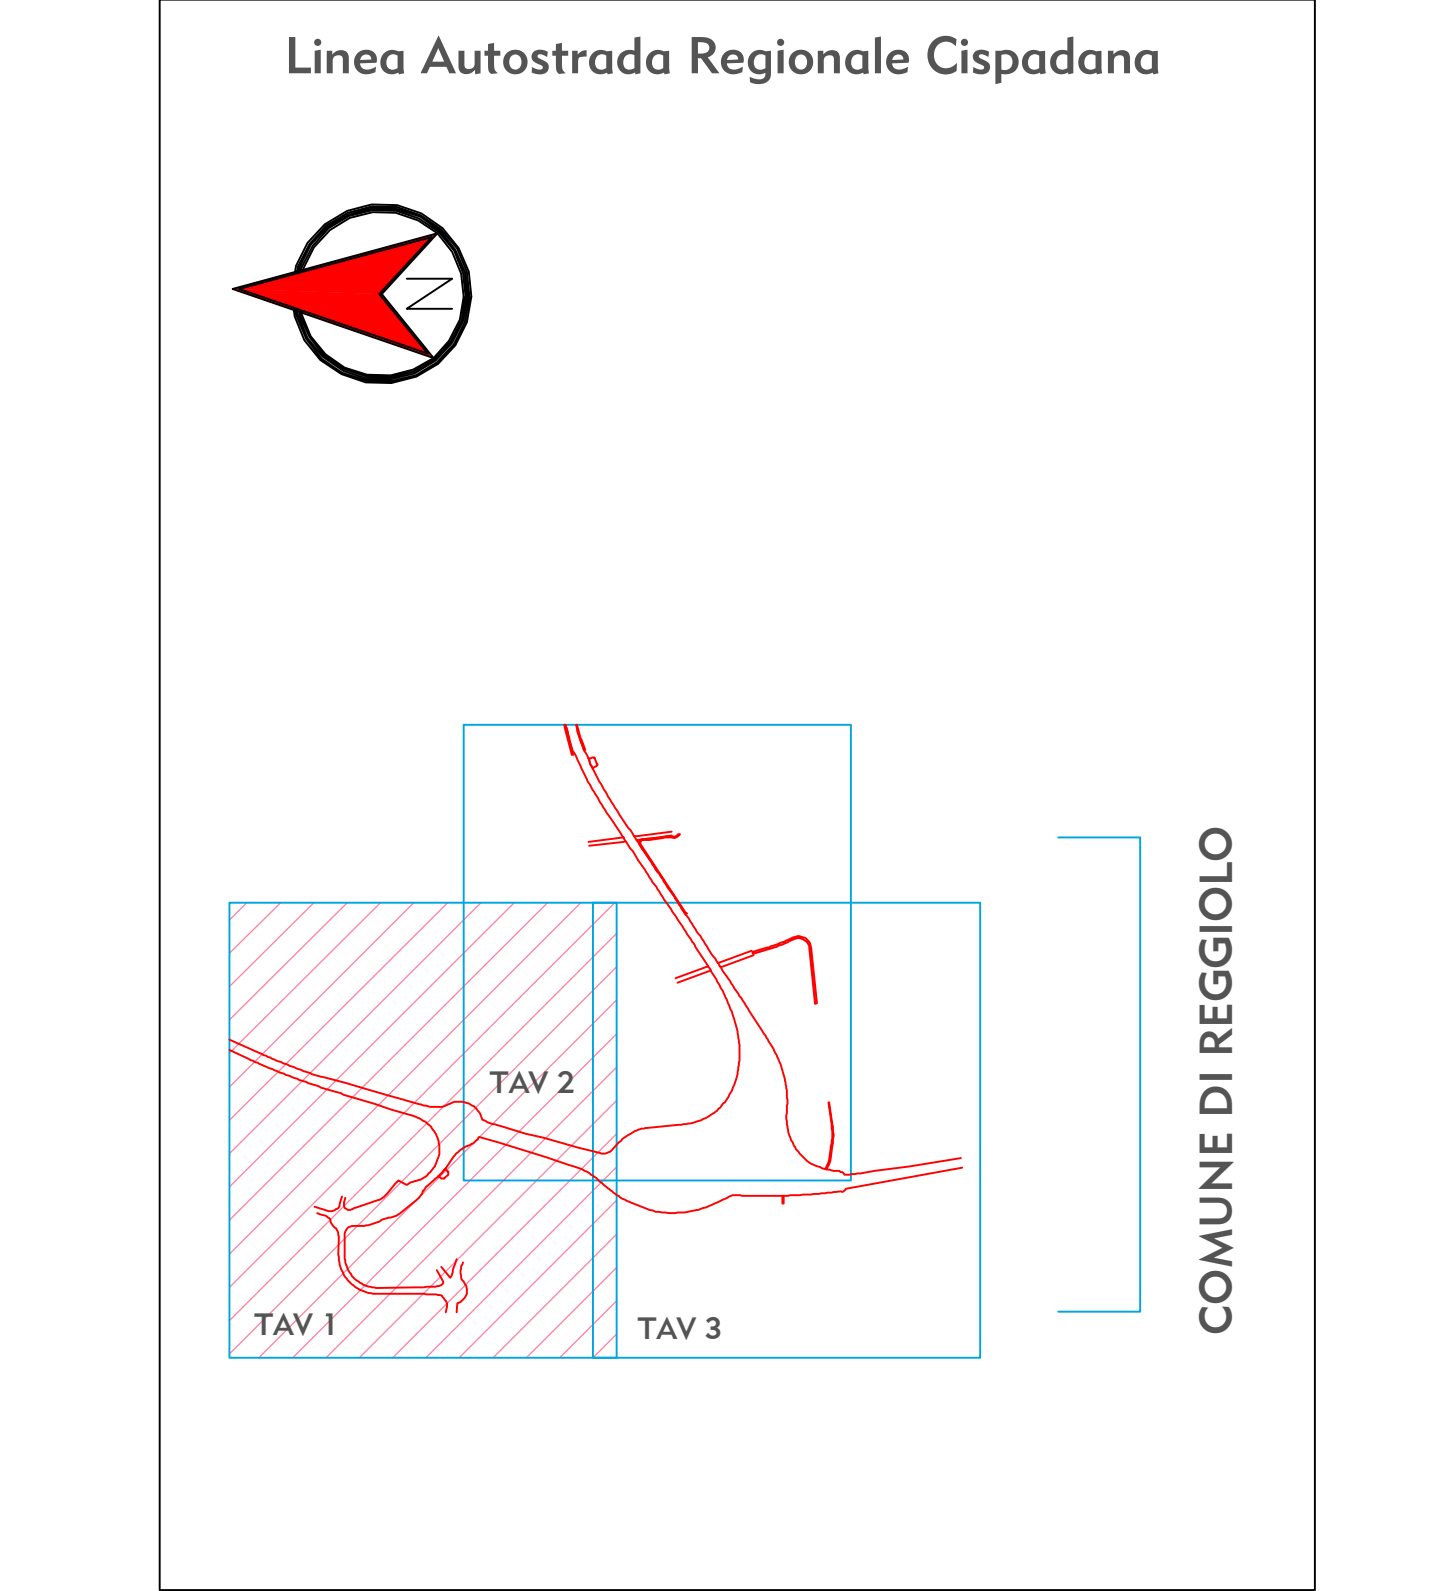 Linea Autostrada Regionale Cispadana
N
TAV 2
TAV 1
TAV 3
COMUNE DI REGGIOLO